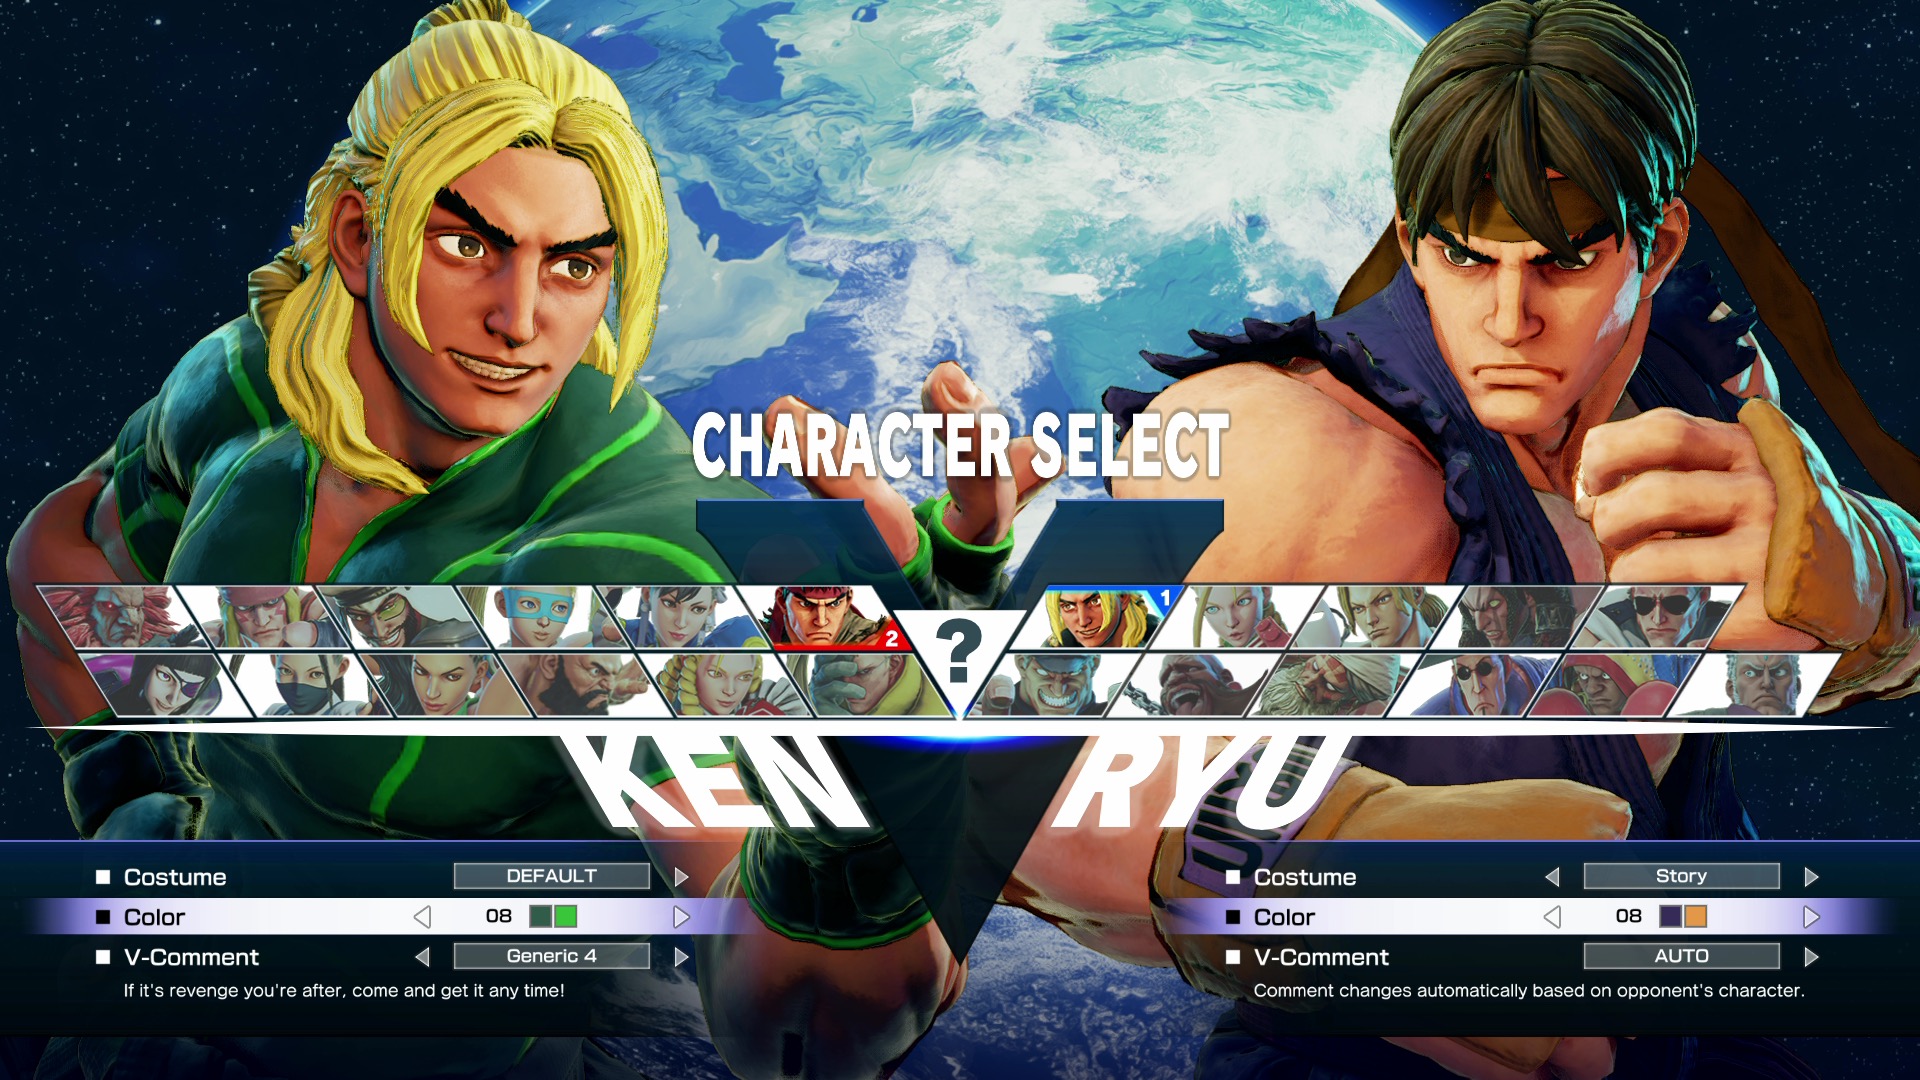 CHARACTER SELECT
1
2
?
KEN
RYU
Costume
DEFAULT
Color
08
V-Comment
Generic 4
If it's revenge you're after, come and get it any time!
Costume
Story
Color
08
V-Comment
AUTO
Comment changes automatically based on opponent's character.